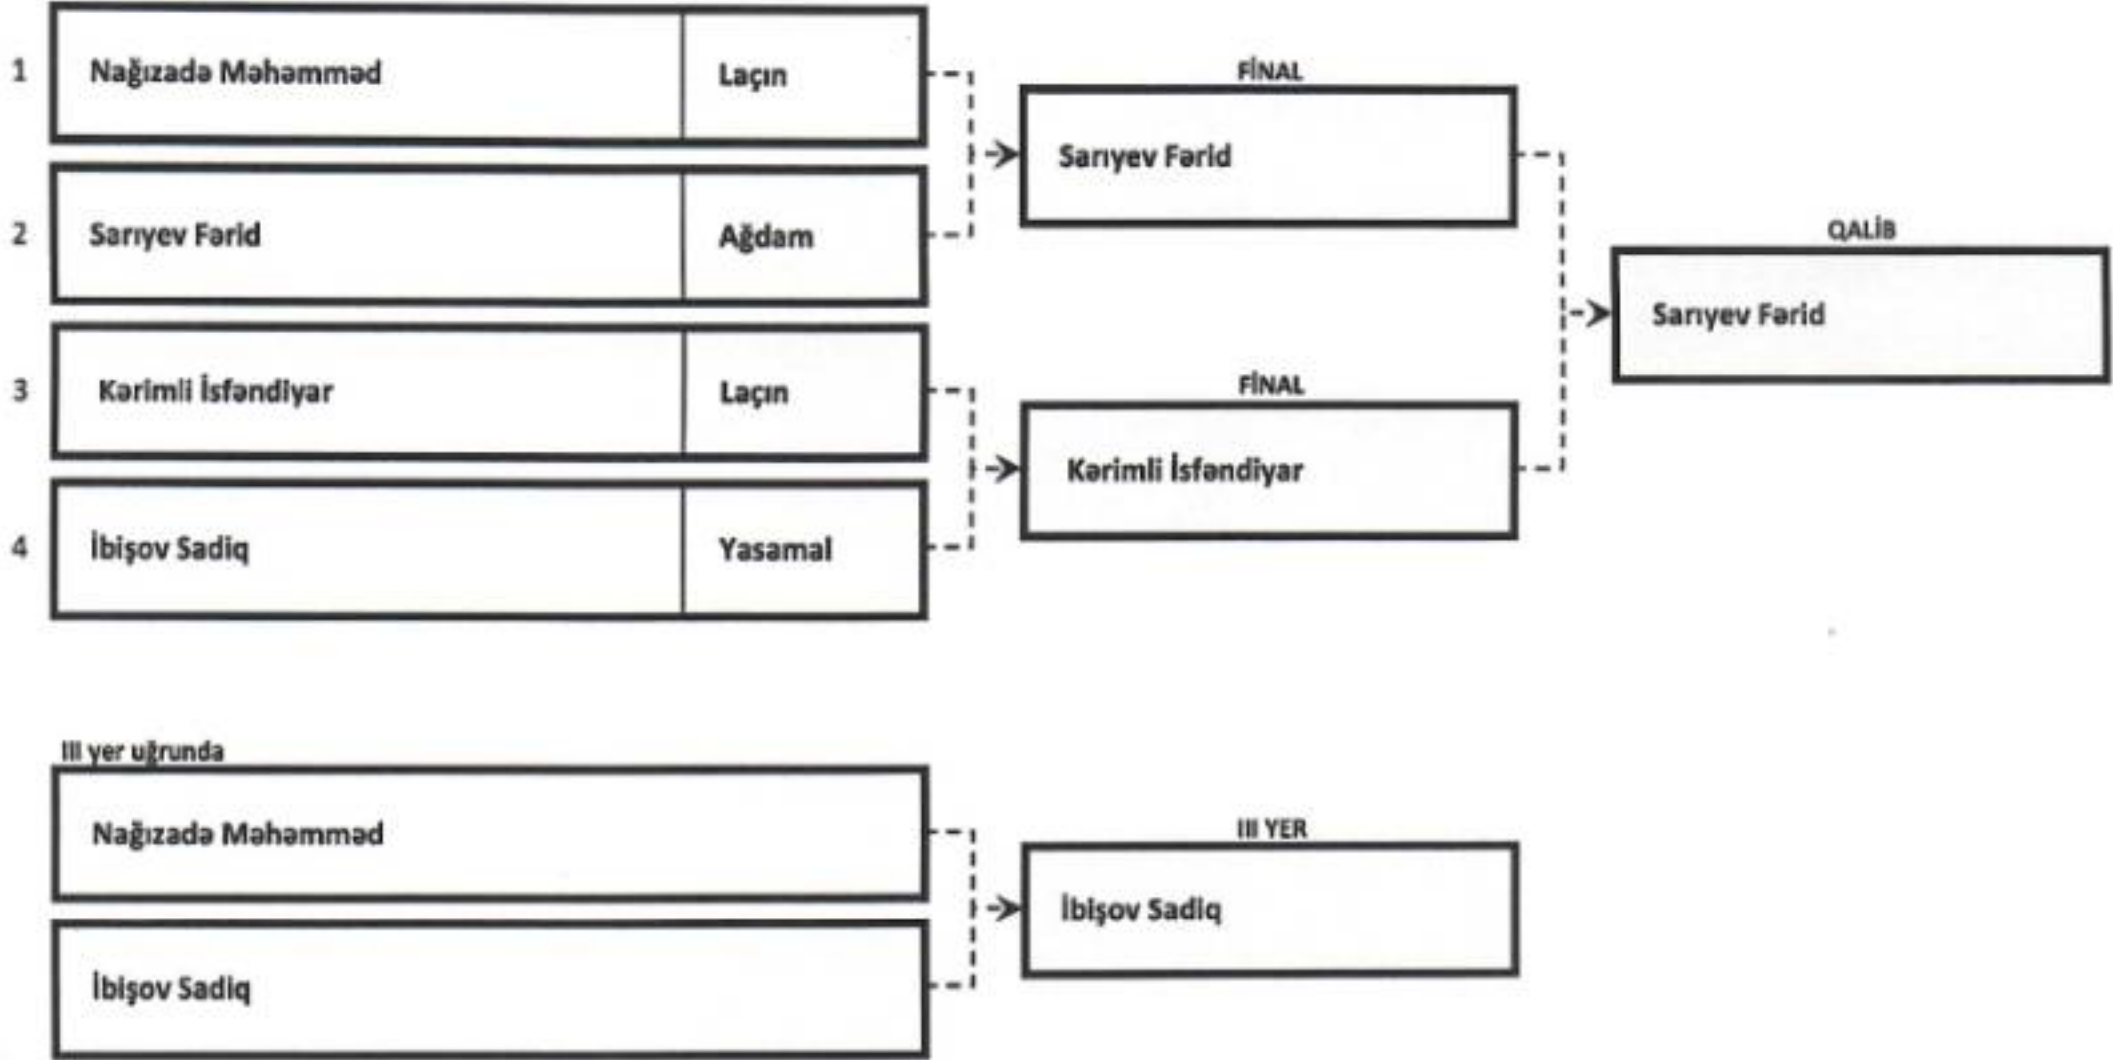 1 Nağızadə Məhəmməd Laçın
2 Sarıyev Fərid Ağdam
3 Kərimli İsfəndiyar Laçın
4 İbişov Sadiq Yasamal
FİNAL
Sarıyev Fərid
FİNAL
Kərimli İsfəndiyar
QALİB
Sarıyev Fərid
III yer uğrunda
Nağızadə Məhəmməd
İbişov Sadiq
III YER
İbişov Sadiq